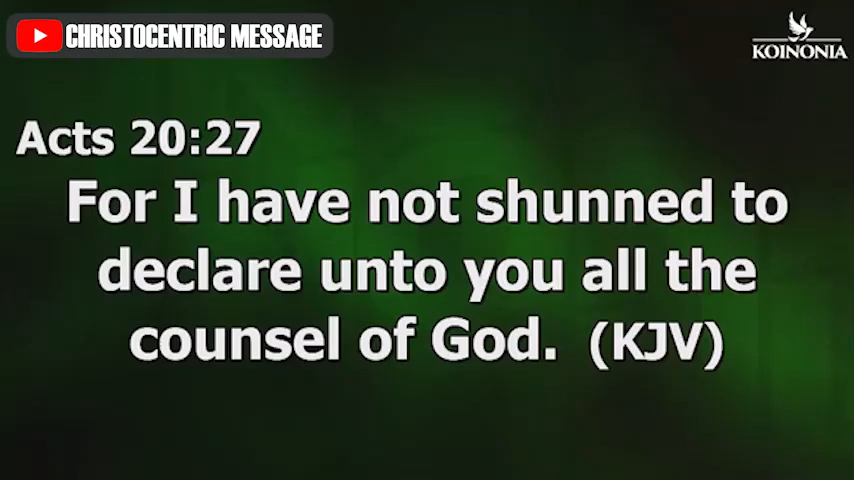 CHRISTOCENTRIC MESSAGE
KOINONIA
Acts 20:27
For I have not shunned to
declare unto you all the
counsel of God. (KJV)